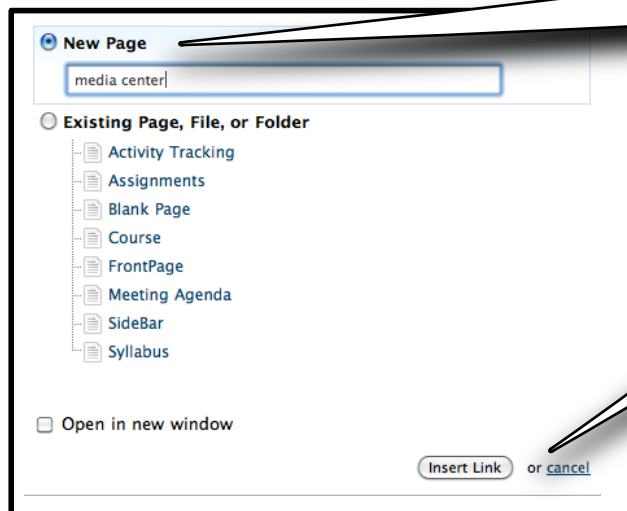 New Page
media center
Existing Page, File, or Folder
Activity Tracking
Assignments
Blank Page
Course
FrontPage
Meeting Agenda
SideBar
Syllabus
Open in new window
Insert Link or cancel